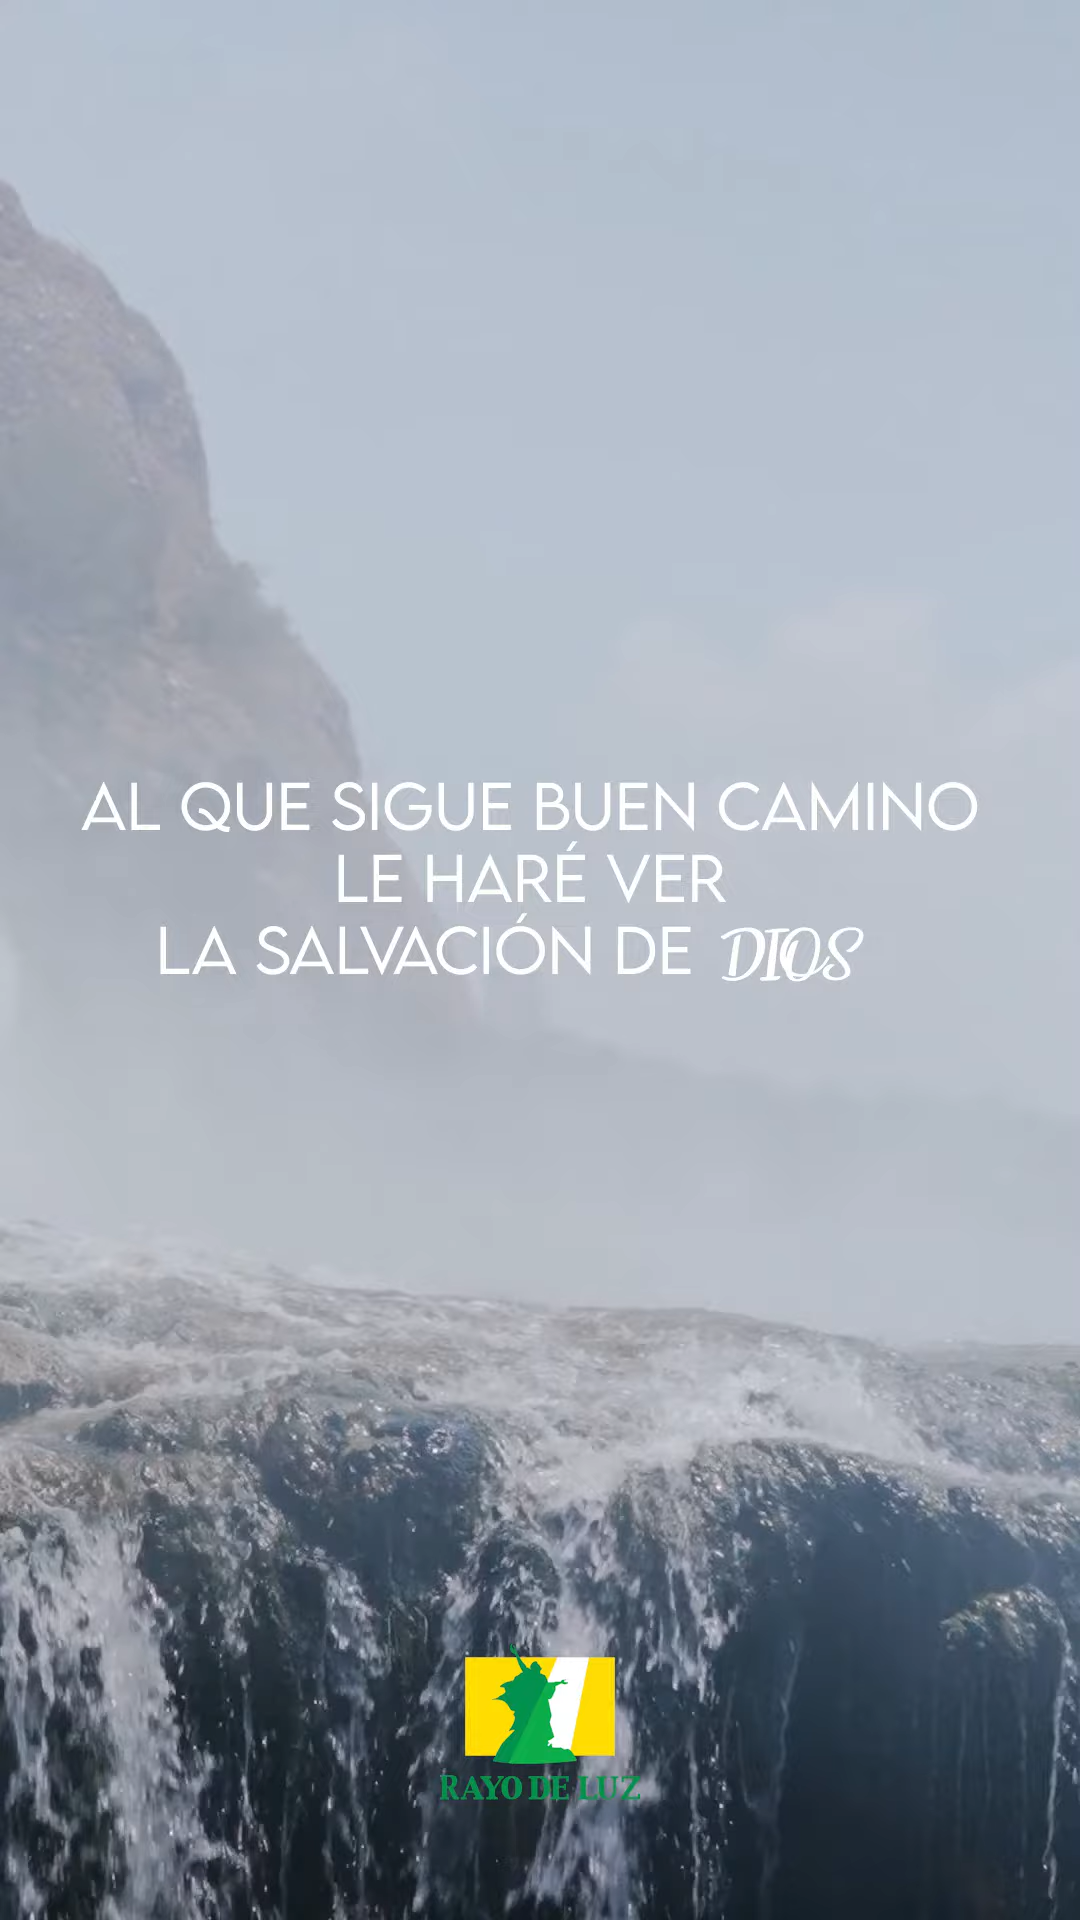 AL QUE SIGUE BUEN CAMINO
LE HARÉ VER
LA SALVACIÓN DE DIOS
RAYO DE LUZ